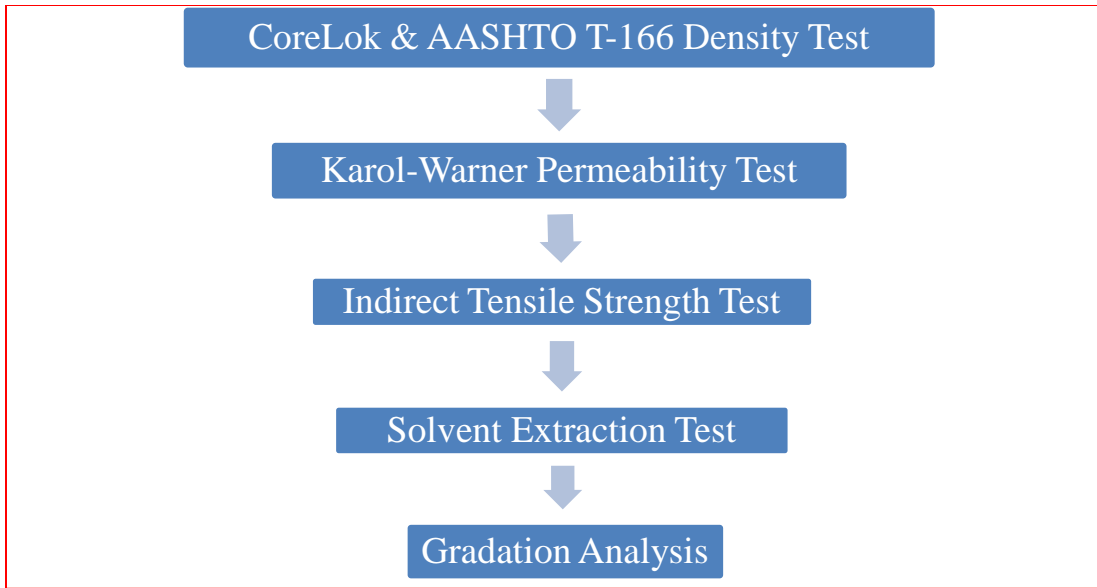 CoreLok & AASHTO T-166 Density Test
Karol-Warner Permeability Test
Indirect Tensile Strength Test
Solvent Extraction Test
Gradation Analysis